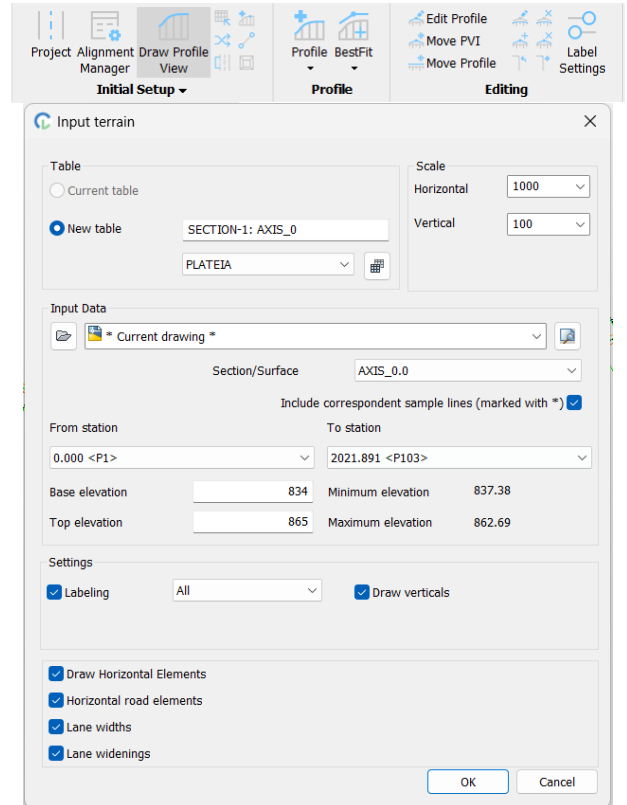 Project Alignment Manager Draw Profile View
Initial Setup
Profile BestFit
Profile
Edit Profile
Move PVI
Move Profile
Label Settings
Editing
Input terrain
Table
Current table
New table SECTION-1: AXIS_0
PLATEIA
Scale
Horizontal 1000
Vertical 100
Input Data
* Current drawing *
Section/Surface AXIS_0.0
Include correspondent sample lines (marked with *)
From station To station
0.000 <P1> 2021.891 <P103>
Base elevation 834 Minimum elevation 837.38
Top elevation 865 Maximum elevation 862.69
Settings
Labeling All Draw verticals
Draw Horizontal Elements
Horizontal road elements
Lane widths
Lane widenings
OK Cancel